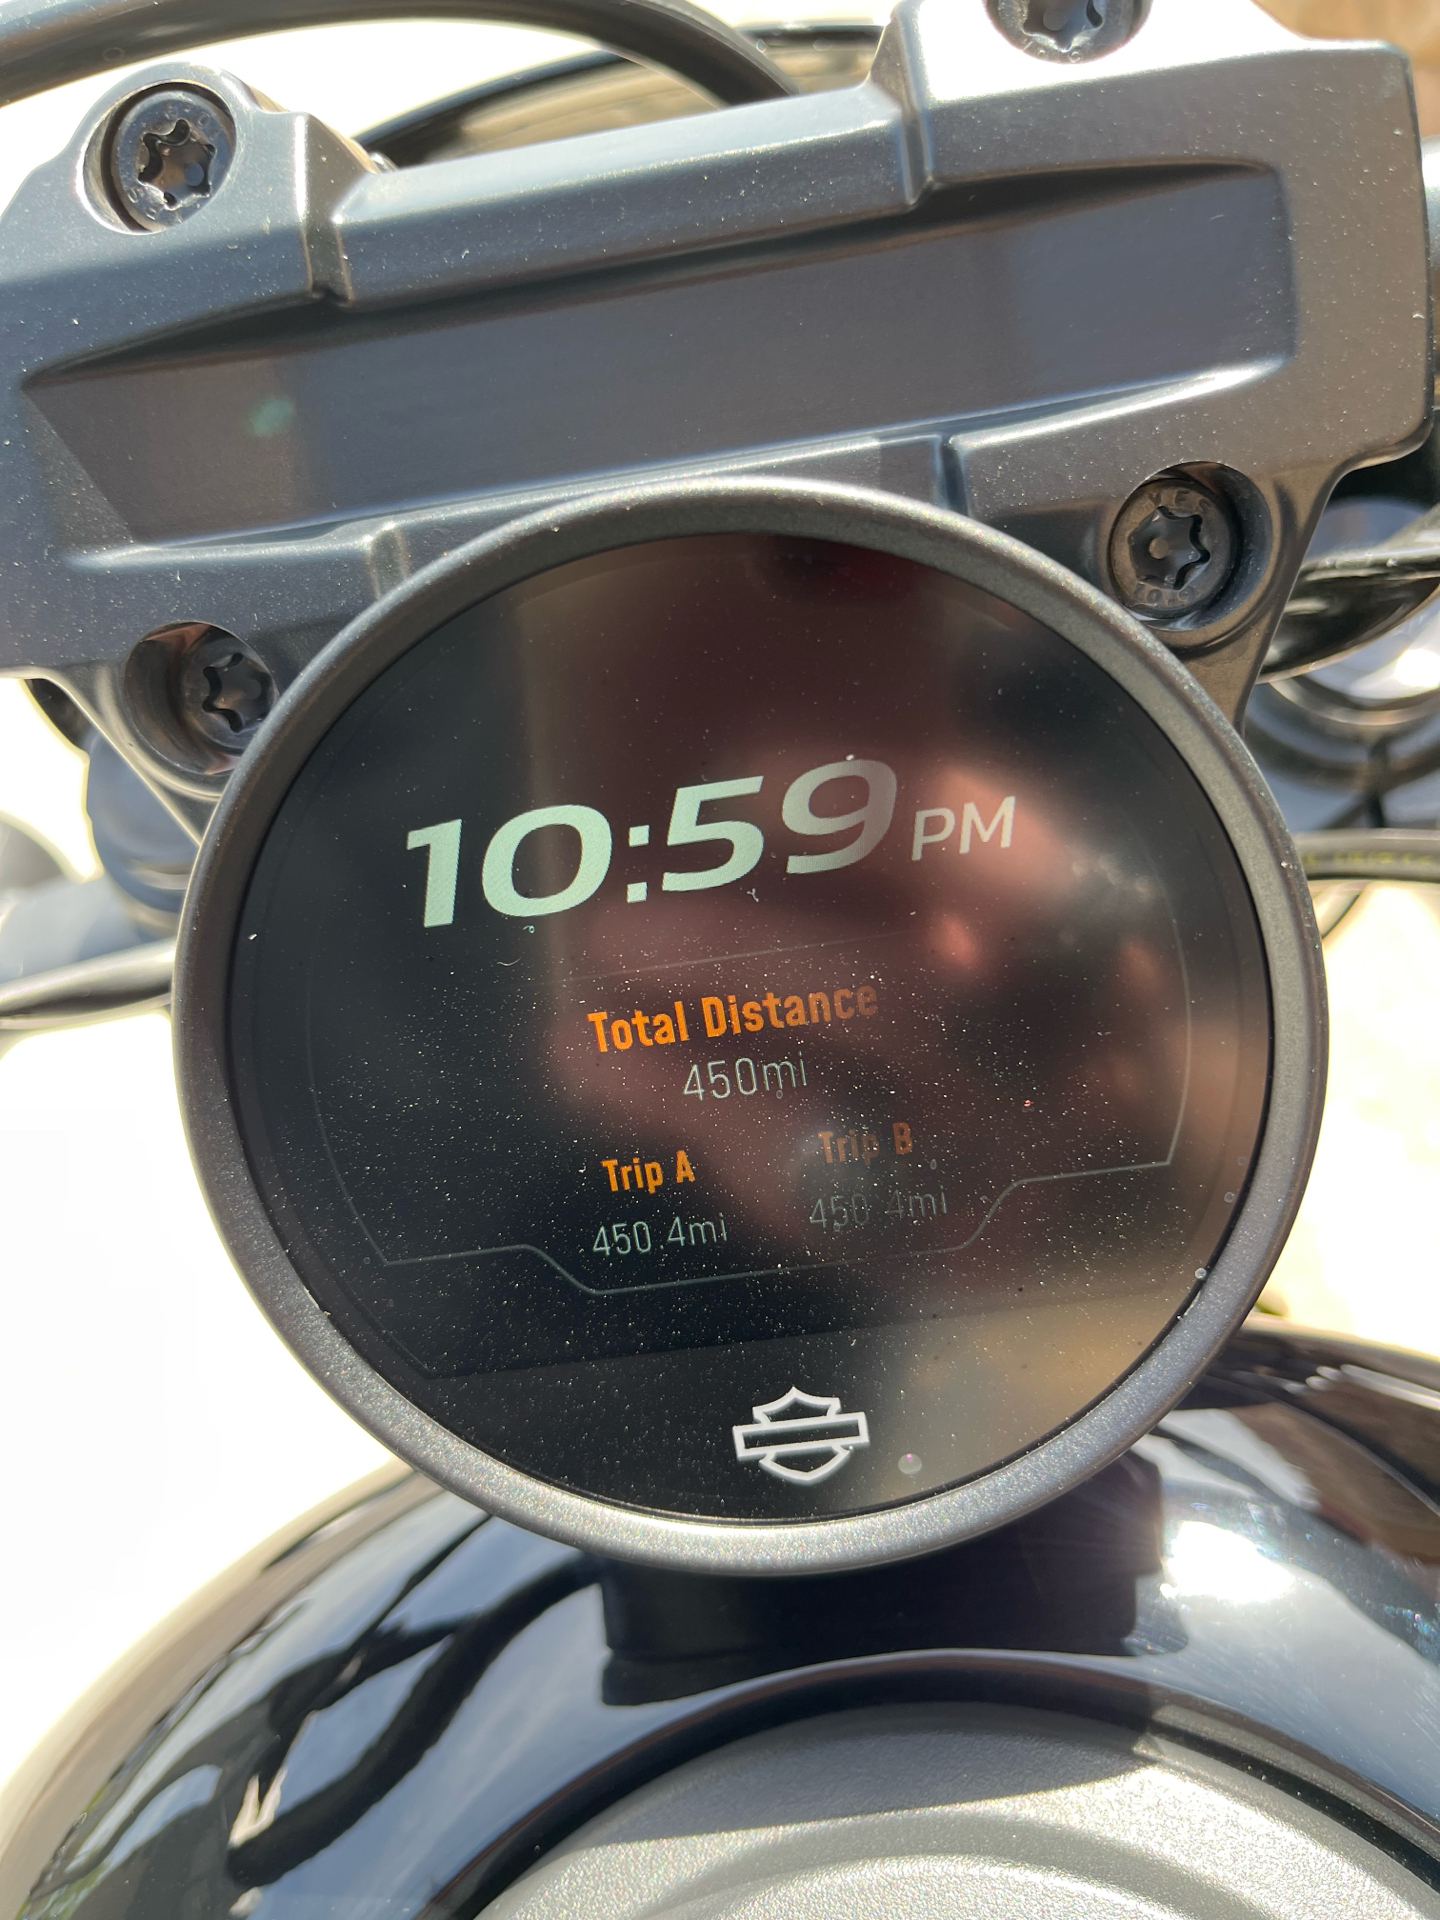 10:59 PM
Total Distance
450mi
Trip A Trip B
450.4mi 450.4mi